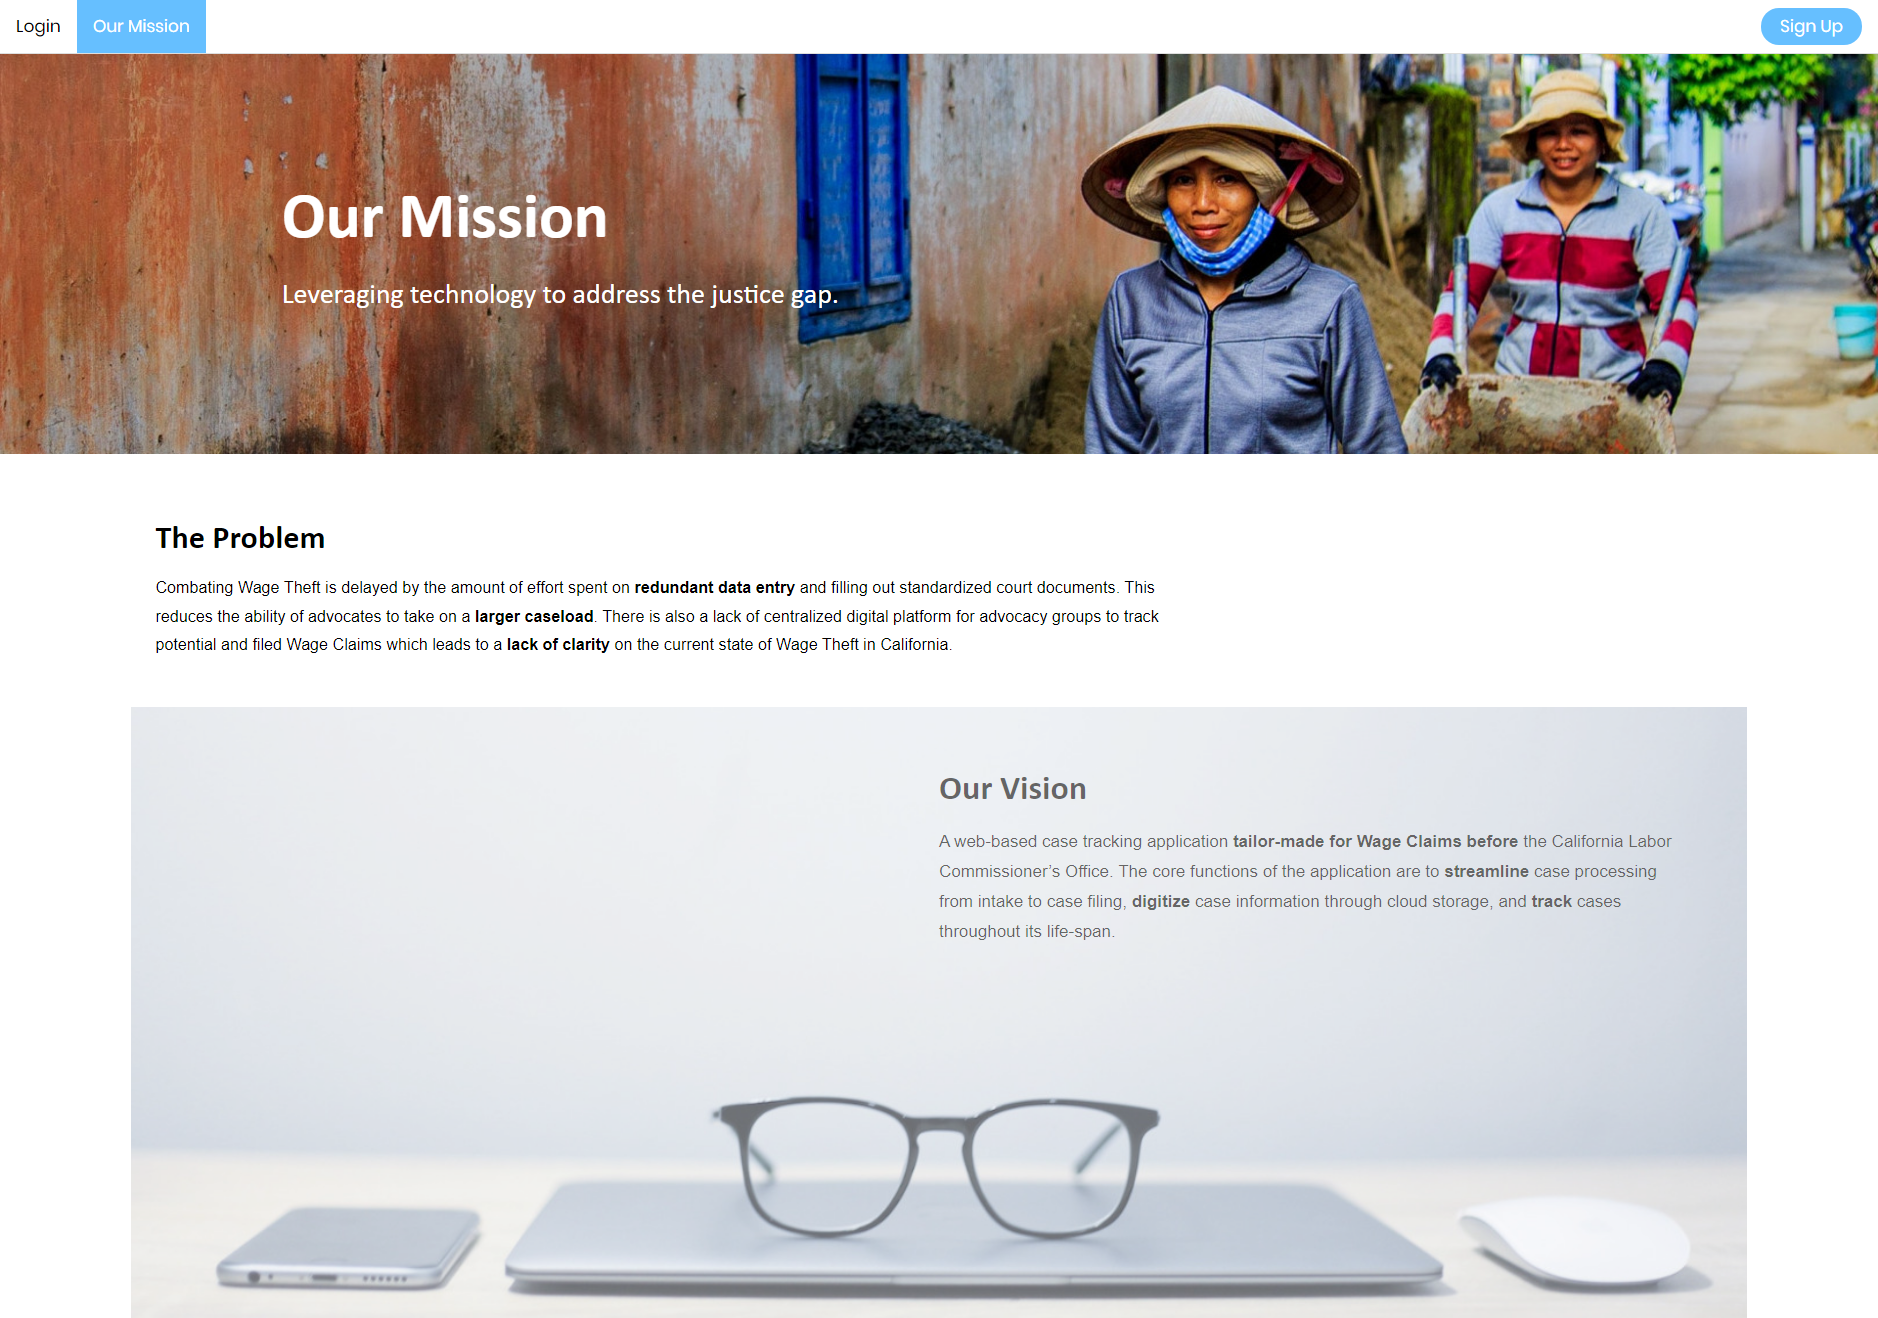 Login
Our Mission
Sign Up
Our Mission
Leveraging technology to address the justice gap.
The Problem
Combating Wage Theft is delayed by the amount of effort spent on redundant data entry and filling out standardized court documents. This
reduces the ability of advocates to take on a larger caseload. There is also a lack of centralized digital platform for advocacy groups to track
potential and filed Wage Claims which leads to a lack of clarity on the current state of Wage Theft in California.
Our Vision
A web-based case tracking application tailor-made for Wage Claims before the California Labor
Commissioner’s Office. The core functions of the application are to streamline case processing
from intake to case filing, digitize case information through cloud storage, and track cases
throughout its life-span.